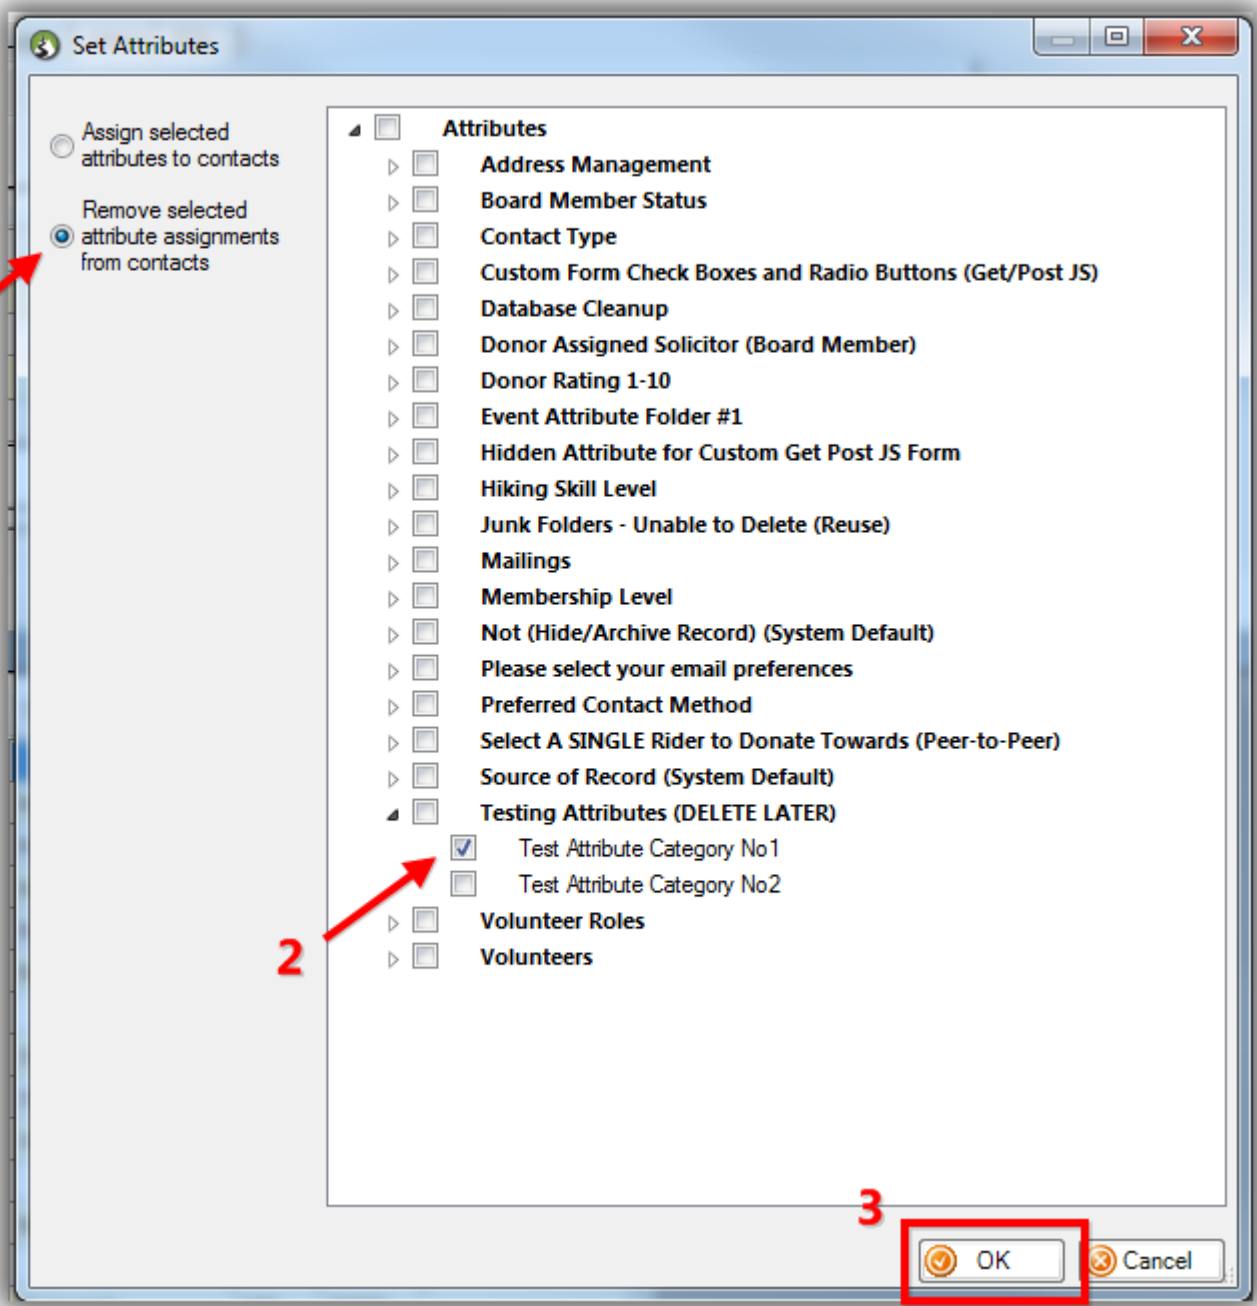 Set Attributes
Assign selected
attributes to contacts
Remove selected
attribute assignments
from contacts
Attributes
Address Management
Board Member Status
Contact Type
Custom Form Check Boxes and Radio Buttons (Get/Post JS)
Database Cleanup
Donor Assigned Solicitor (Board Member)
Donor Rating 1-10
Event Attribute Folder #1
Hidden Attribute for Custom Get Post JS Form
Hiking Skill Level
Junk Folders - Unable to Delete (Reuse)
Mailings
Membership Level
Not (Hide/Archive Record) (System Default)
Please select your email preferences
Preferred Contact Method
Select A SINGLE Rider to Donate Towards (Peer-to-Peer)
Source of Record (System Default)
Testing Attributes (DELETE LATER)
Test Attribute Category No1
Test Attribute Category No2
Volunteer Roles
Volunteers
2
3
OK
Cancel